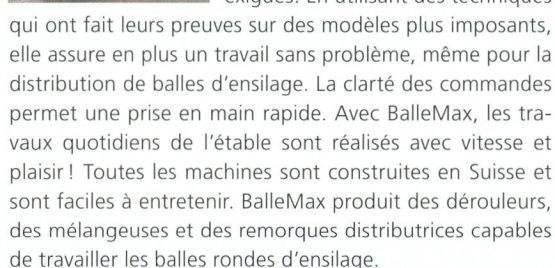 exiguës. En utilisant des techniques
qui ont fait leurs preuves sur des modèles plus imposants,
elle assure en plus un travail sans problème, même pour la
distribution de balles d’ensilage. La clarté des commandes
permet une prise en main rapide. Avec BalleMax, les tra-
vaux quotidiens de l’étable sont réalisés avec vitesse et
plaisir ! Toutes les machines sont construites en Suisse et
sont faciles à entretenir. BalleMax produit des dérouleurs,
des mélangeuses et des remorques distributrices capables
de travailler les balles rondes d’ensilage.